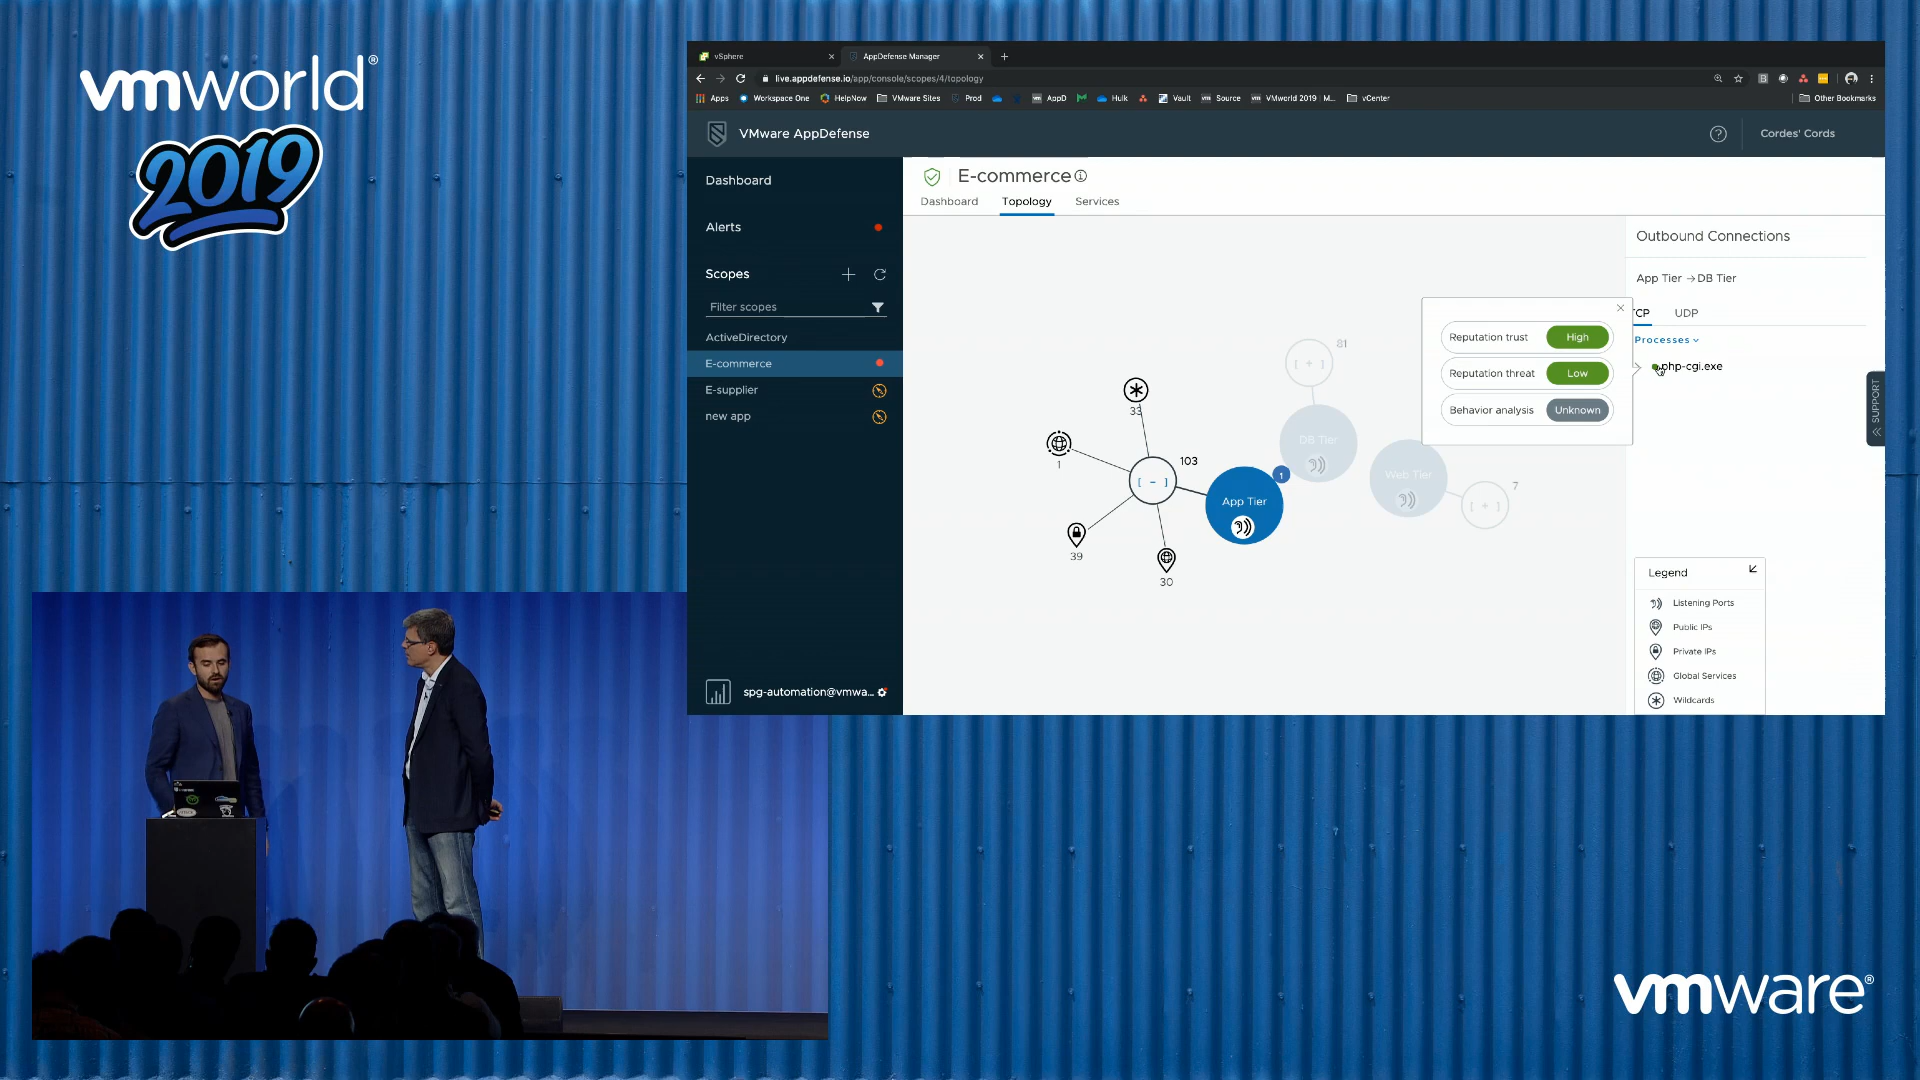 vmworld®
2019
vSphere
AppDefense Manager
live.appdefense.io/app/console/scopes/4/topology
Apps
Workspace One
HelpNow
VMware Sites
Prod
AppD
Hulk
Vault
Source
VMworld 2019 | M...
vCenter
Other Bookmarks
VMware AppDefense
Cordes' Cords
Dashboard
Alerts
Scopes
Filter scopes
ActiveDirectory
E-commerce
E-supplier
new app
spg-automation@vmwa...
E-commerce
Dashboard
Topology
Services
Outbound Connections
App Tier → DB Tier
CP
UDP
Processes
php-cgi.exe
Reputation trust
High
Reputation threat
Low
Behavior analysis
Unknown
81
[ + ]
DB Tier
Web Tier
7
[ + ]
33
1
103
[ - ]
App Tier
1
39
30
SUPPORT
Legend
Listening Ports
Public IPs
Private IPs
Global Services
Wildcards
vmware®